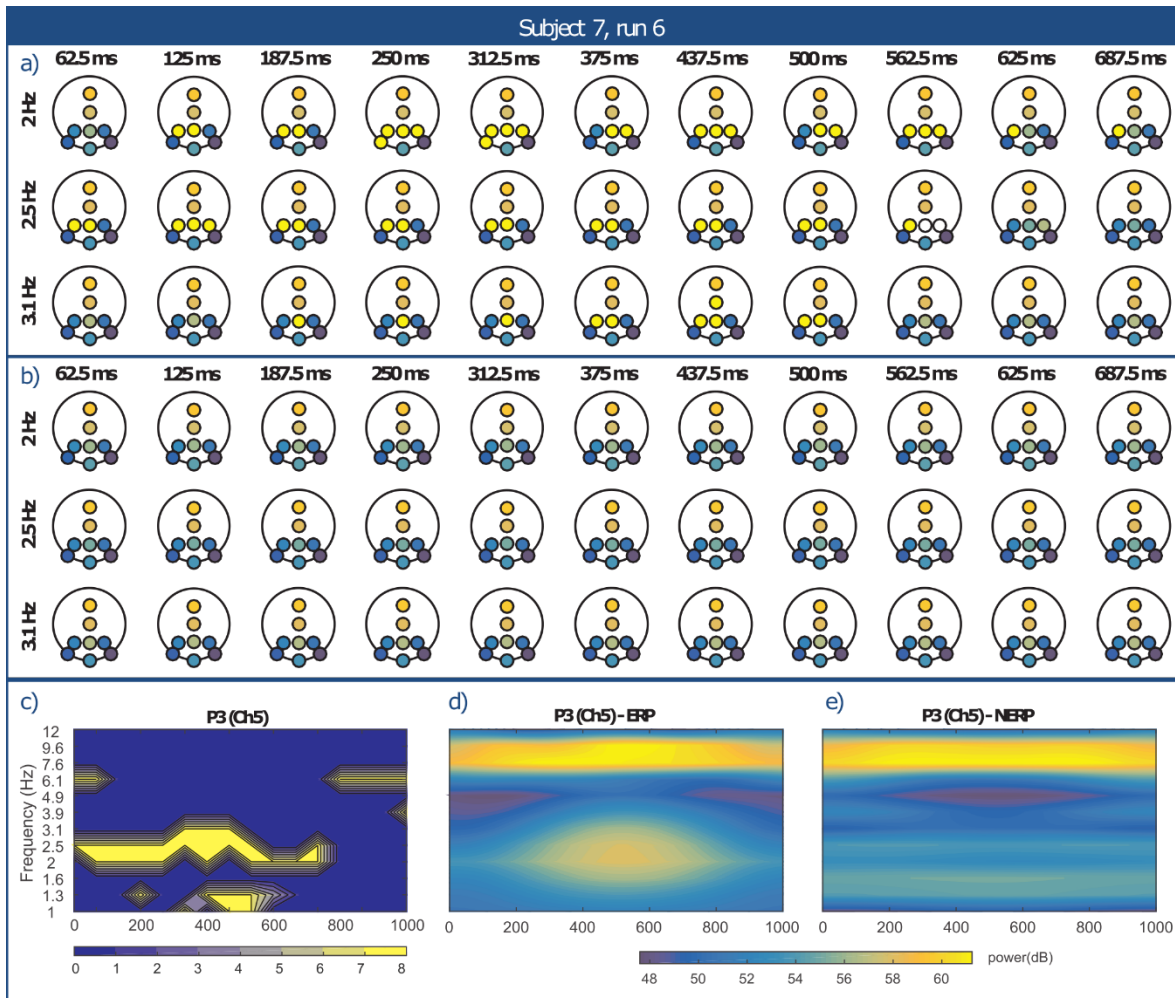 Subject 7, run 6
a) 62.5 ms 125 ms 187.5 ms 250 ms 312.5 ms 375 ms 437.5 ms 500 ms 562.5 ms 625 ms 687.5 ms
2 Hz
2.5 Hz
3.1 Hz
b) 62.5 ms 125 ms 187.5 ms 250 ms 312.5 ms 375 ms 437.5 ms 500 ms 562.5 ms 625 ms 687.5 ms
2 Hz
2.5 Hz
3.1 Hz
c) P3 (Ch5)
Frequency (Hz)
12
9.6
7.6
6.1
4.9
3.9
3.1
2.5
2
1.6
1.3
1
0 200 400 600 800 1000
0 1 2 3 4 5 6 7 8
d) P3 (Ch5) - ERP
0 200 400 600 800 1000
e) P3 (Ch5) - NERP
0 200 400 600 800 1000
48 50 52 54 56 58 60 power(dB)